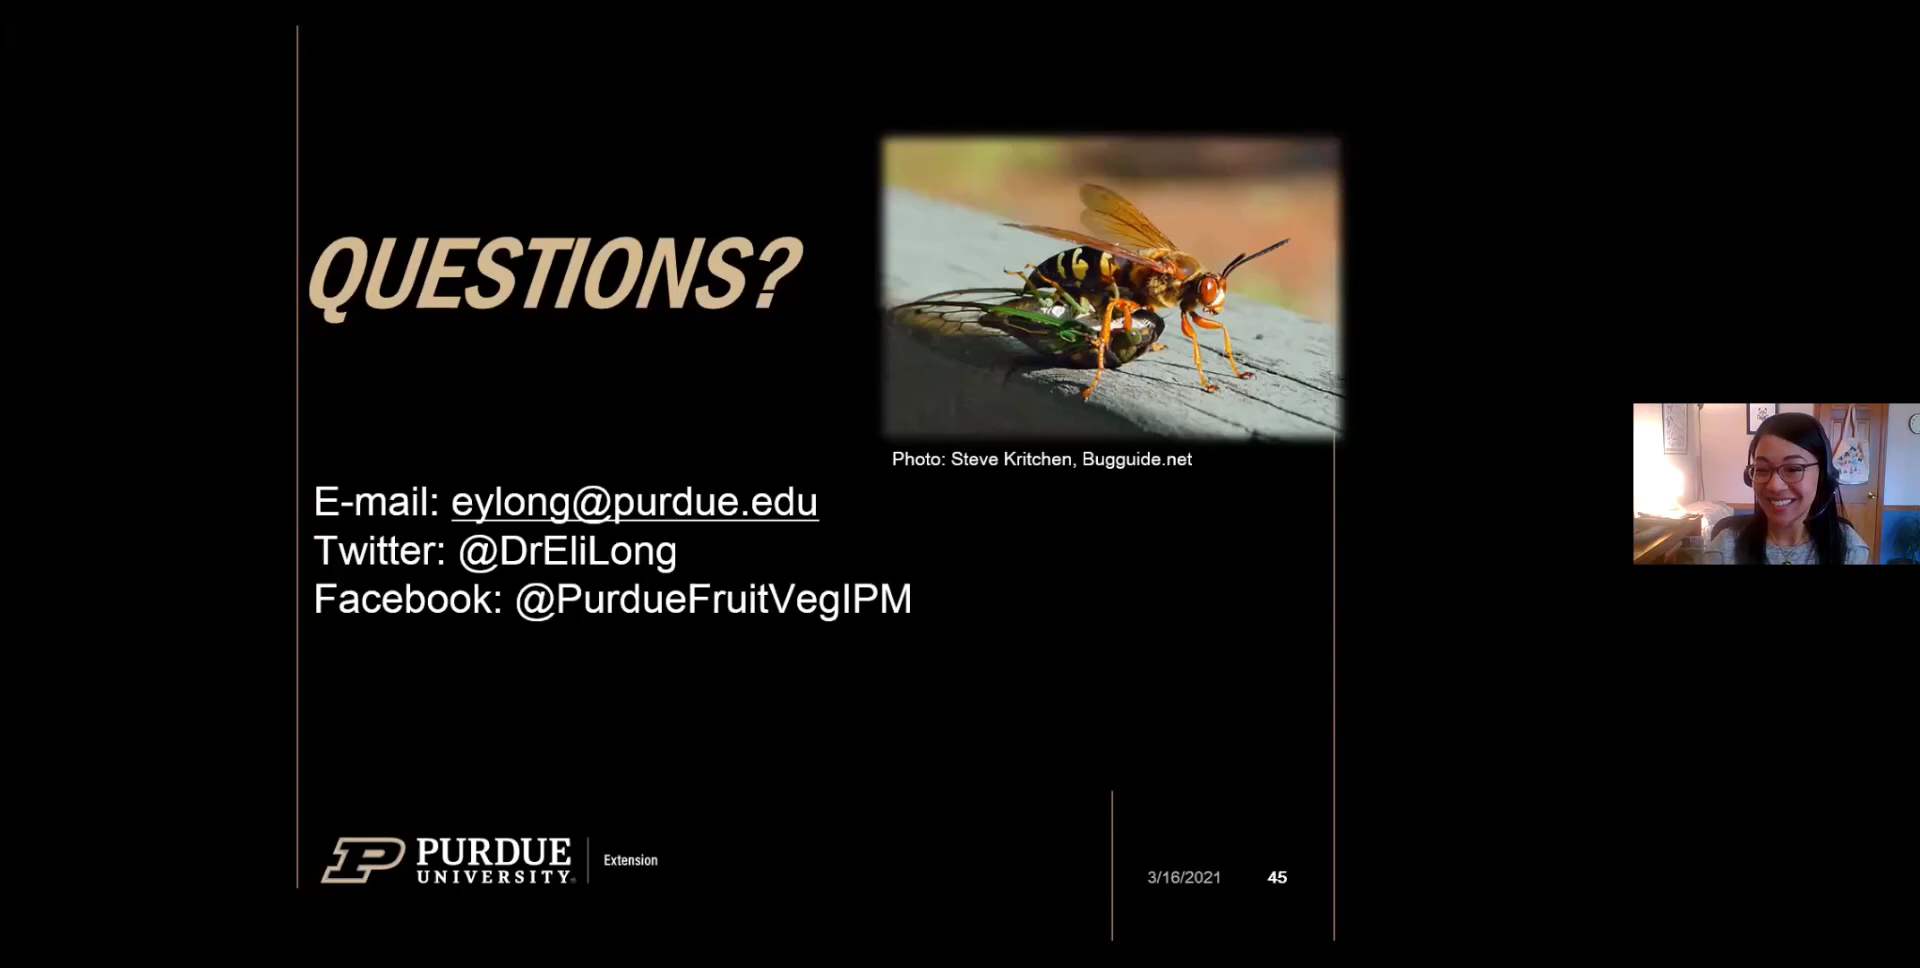 QUESTIONS?
Photo: Steve Kritchen, Bugguide.net
E-mail: eylong@purdue.edu
Twitter: @DrEliLong
Facebook: @PurdueFruitVegIPM
PURDUE
UNIVERSITY
Extension
3/16/2021
45